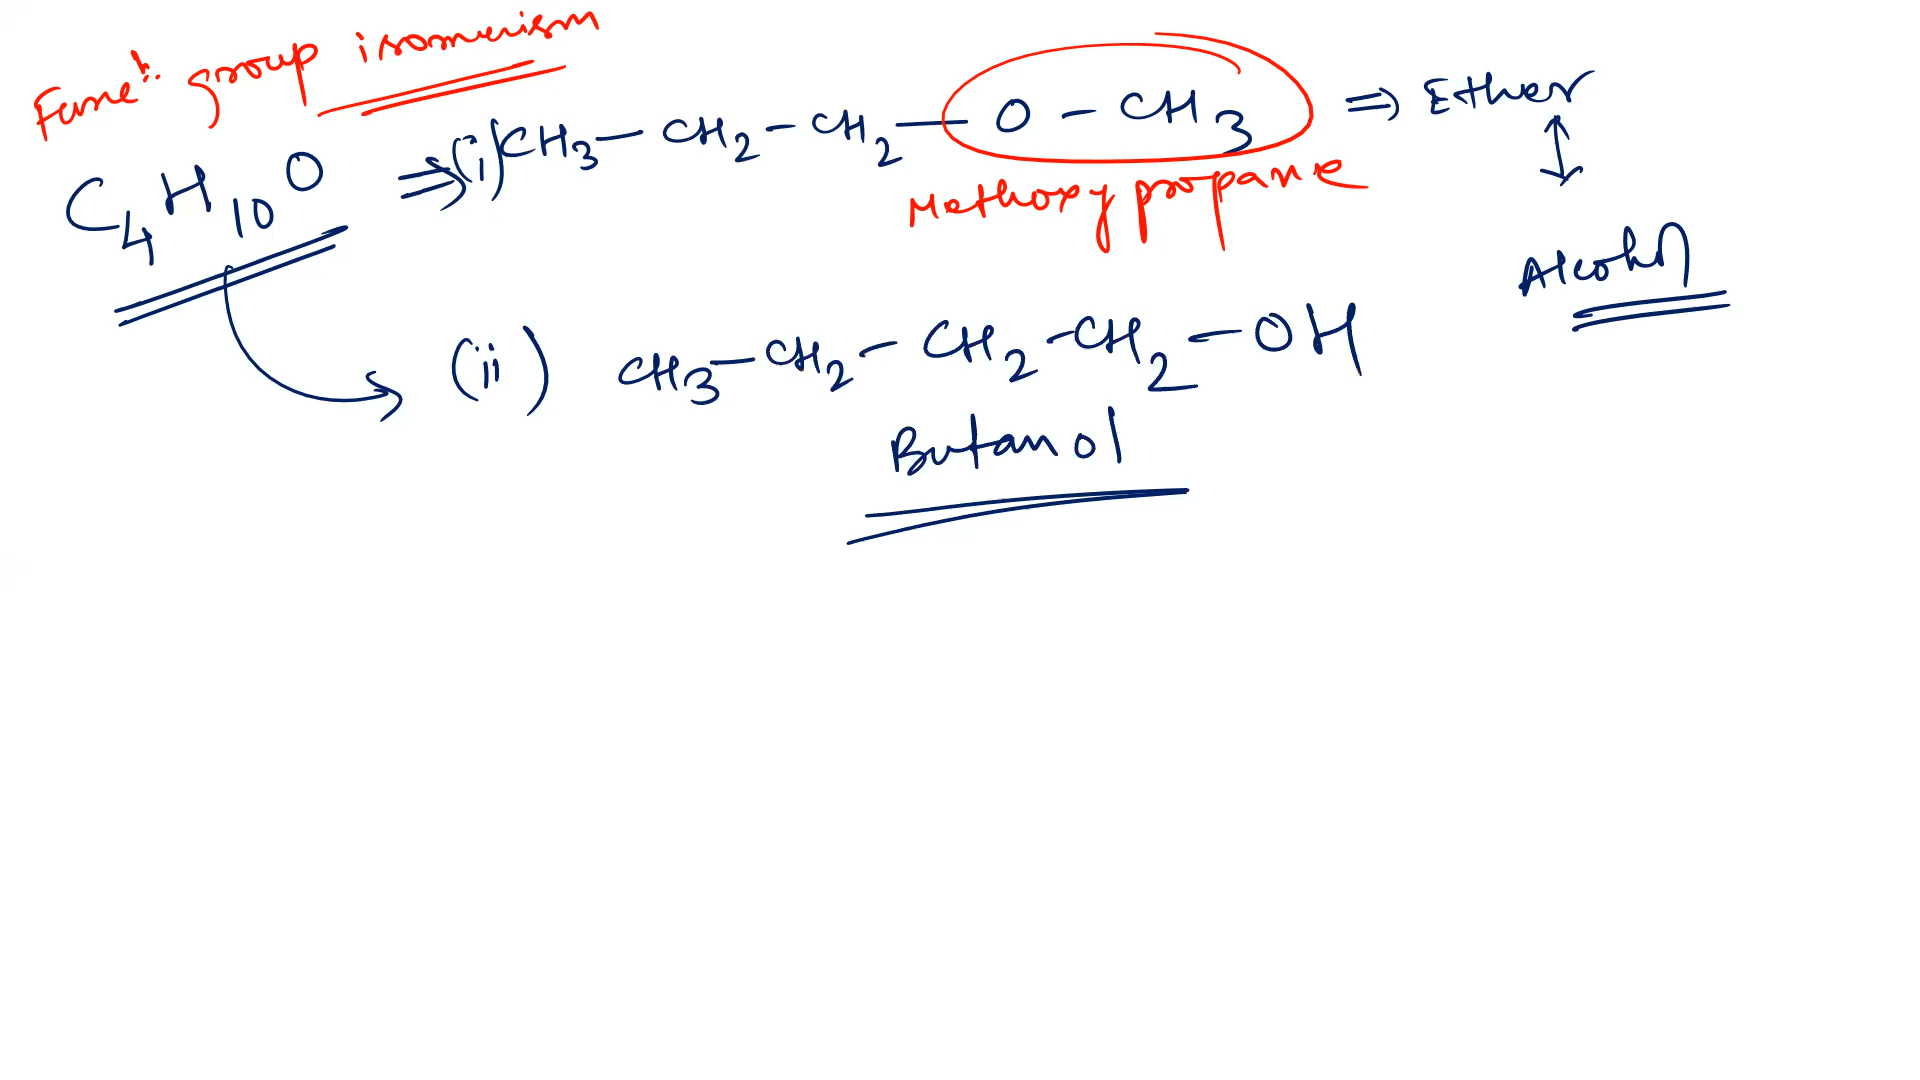 Func^n. group isomerism
C₄H₁₀O ⇒ (i) CH₃ — CH₂ – CH₂ — O – CH₃ ⇒ Ether
Methoxy propane
↕
Alcohol
(ii) CH₃ — CH₂ – CH₂ – CH₂ – OH
Butanol